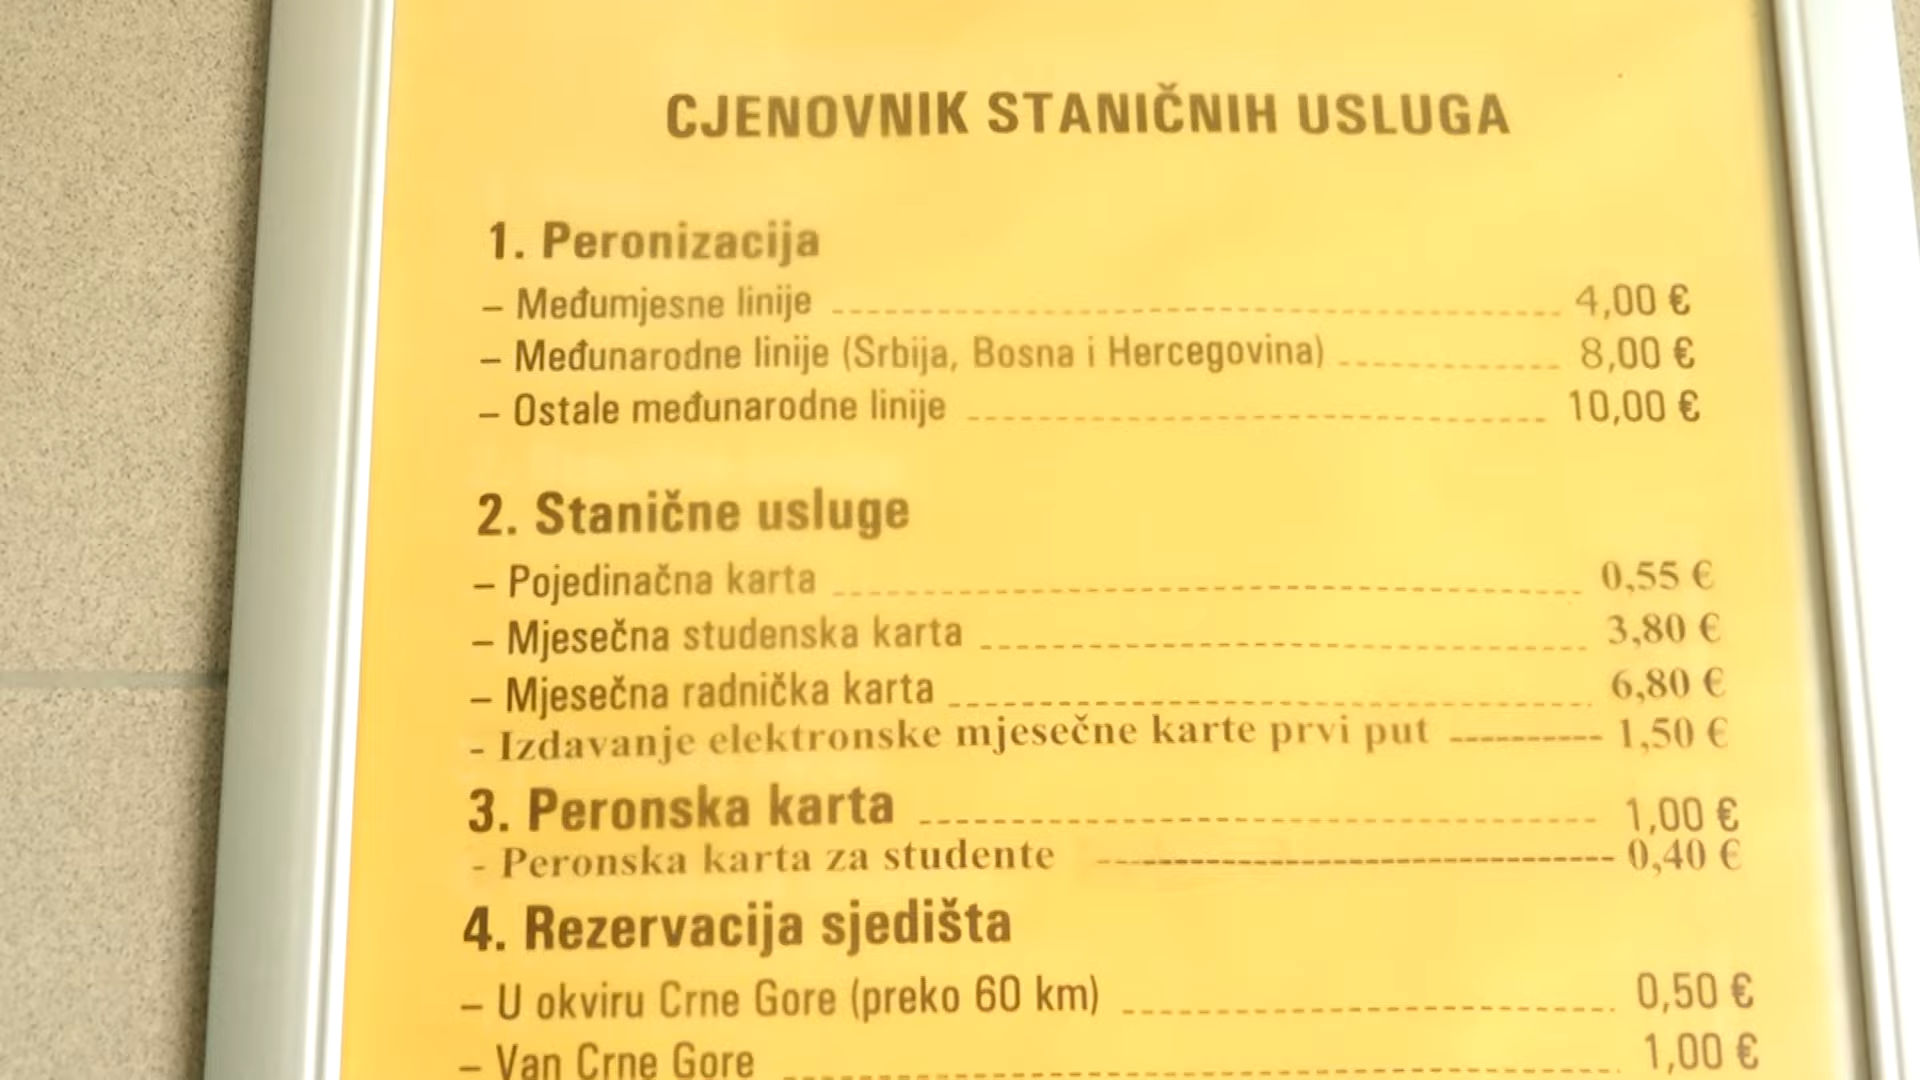 CJENOVNIK STANIČNIH USLUGA
1. Peronizacija
– Međumjesne linije ---------- 4,00 €
– Međunarodne linije (Srbija, Bosna i Hercegovina) ---------- 8,00 €
– Ostale međunarodne linije ---------- 10,00 €
2. Stanične usluge
– Pojedinačna karta ---------- 0,55 €
– Mjesečna studenska karta ---------- 3,80 €
– Mjesečna radnička karta ---------- 6,80 €
- Izdavanje elektronske mjesečne karte prvi put ---------- 1,50 €
3. Peronska karta ---------- 1,00 €
- Peronska karta za studente ---------- 0,40 €
4. Rezervacija sjedišta
– U okviru Crne Gore (preko 60 km) ---------- 0,50 €
– Van Crne Gore ---------- 1,00 €